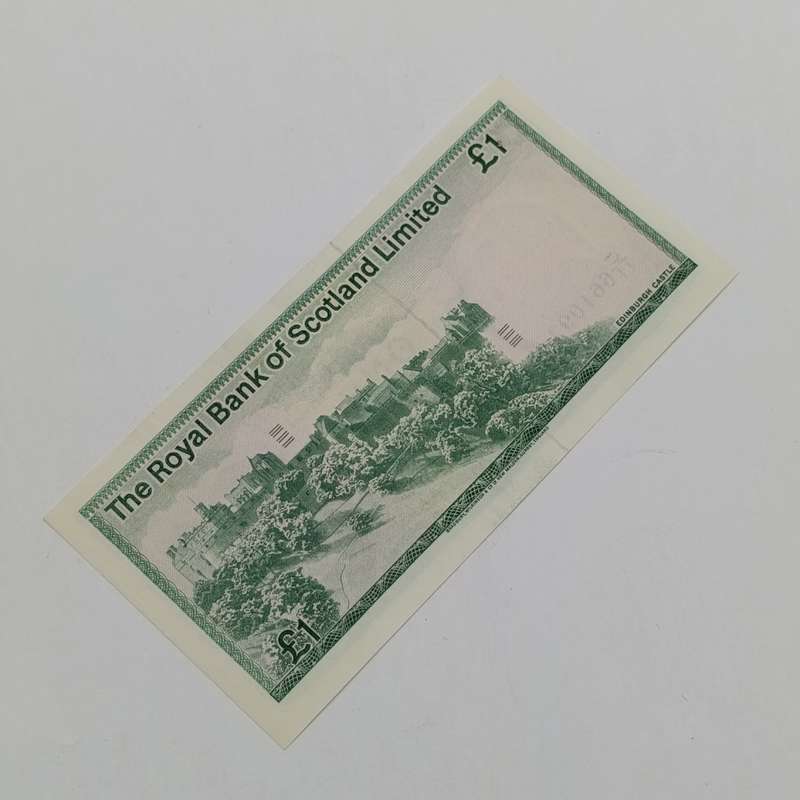 £1
The Royal Bank of Scotland Limited
EDINBURGH CASTLE
£1